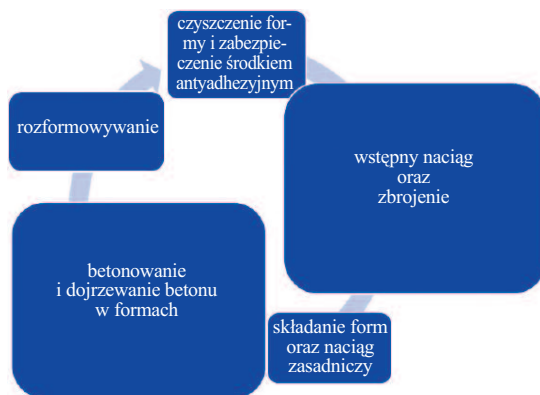 czyszczenie for-
my i zabezpie-
czenie środkiem
antyadhezyjnym
wstępny naciąg
oraz
zbrojenie
składanie form
oraz naciąg
zasadniczy
betonowanie
i dojrzewanie betonu
w formach
rozformowywanie